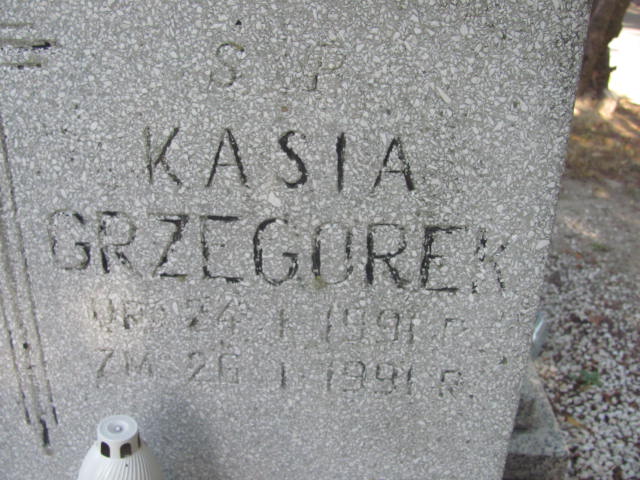 Ś P
KASIA
GRZEGOREK
UR. 24 I 1991 R.
ZM. 26 I 1991 R.